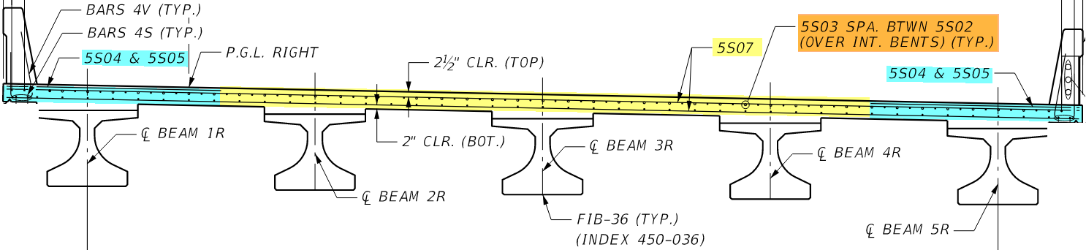 BARS 4V (TYP.)
BARS 4S (TYP.)
5S04 & 5S05
P.G.L. RIGHT
2½" CLR. (TOP)
5S07
5S03 SPA. BTWN 5S02
(OVER INT. BENTS) (TYP.)
5S04 & 5S05
℄ BEAM 1R
2" CLR. (BOT.)
℄ BEAM 3R
℄ BEAM 4R
℄ BEAM 2R
FIB-36 (TYP.)
(INDEX 450-036)
℄ BEAM 5R